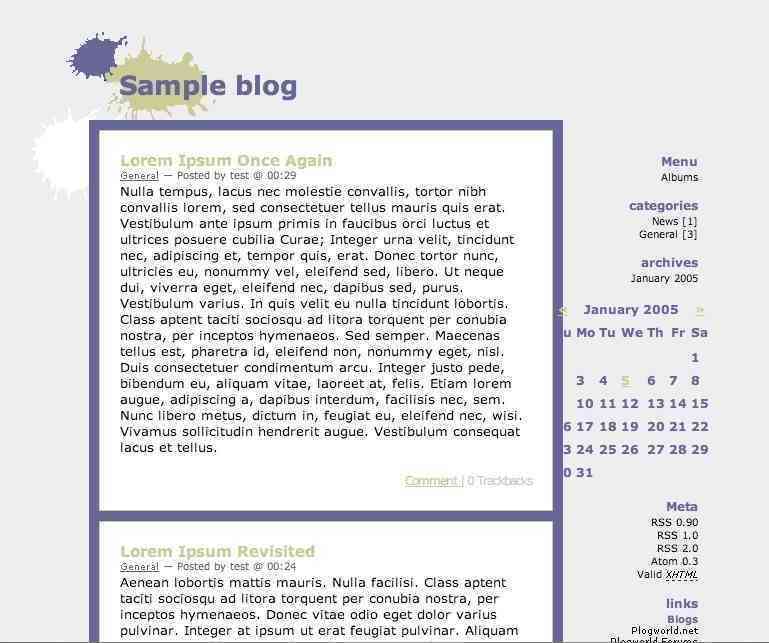 Sample blog
Lorem Ipsum Once Again
General — Posted by test @ 00:29
Nulla tempus, lacus nec molestie convallis, tortor nibh
convallis lorem, sed consectetuer tellus mauris quis erat.
Vestibulum ante ipsum primis in faucibus orci luctus et
ultrices posuere cubilia Curae; Integer urna velit, tincidunt
nec, adipiscing et, tempor quis, erat. Donec tortor nunc,
ultricies eu, nonummy vel, eleifend sed, libero. Ut neque
dui, viverra eget, eleifend nec, dapibus sed, purus.
Vestibulum varius. In quis velit eu nulla tincidunt lobortis.
Class aptent taciti sociosqu ad litora torquent per conubia
nostra, per inceptos hymenaeos. Sed semper. Maecenas
tellus est, pharetra id, eleifend non, nonummy eget, nisl.
Duis consectetuer condimentum arcu. Integer justo pede,
bibendum eu, aliquam vitae, laoreet at, felis. Etiam lorem
augue, adipiscing a, dapibus interdum, facilisis nec, sem.
Nunc libero metus, dictum in, feugiat eu, eleifend nec, wisi.
Vivamus sollicitudin hendrerit augue. Vestibulum consequat
lacus et tellus.
Comment | 0 Trackbacks
Lorem Ipsum Revisited
General — Posted by test @ 00:24
Aenean lobortis mattis mauris. Nulla facilisi. Class aptent
taciti sociosqu ad litora torquent per conubia nostra, per
inceptos hymenaeos. Donec vitae odio eget dolor varius
pulvinar. Integer at ipsum ut erat feugiat pulvinar. Aliquam
Menu
Albums
categories
News [1]
General [3]
archives
January 2005
< January 2005 »
u Mo Tu We Th Fr Sa
1
3 4 5 6 7 8
10 11 12 13 14 15
6 17 18 19 20 21 22
3 24 25 26 27 28 29
0 31
Meta
RSS 0.90
RSS 1.0
RSS 2.0
Atom 0.3
Valid XHTML
links
Blogs
Plogworld.net
Plogworld Forums